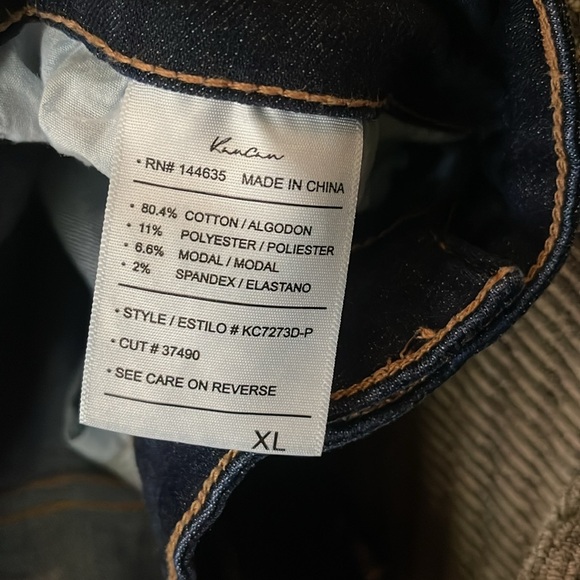 KanCan
• RN# 144635 MADE IN CHINA
• 80.4% COTTON / ALGODON
• 11% POLYESTER / POLIESTER
• 6.6% MODAL / MODAL
• 2% SPANDEX / ELASTANO
• STYLE / ESTILO # KC7273D-P
• CUT # 37490
• SEE CARE ON REVERSE
XL